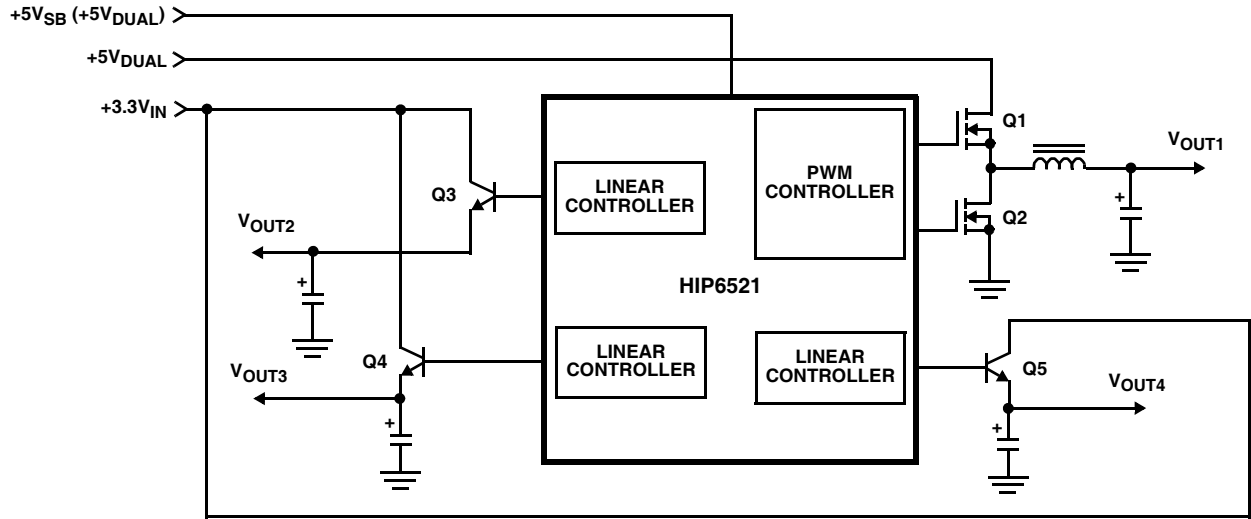 +5VSB (+5VDUAL)
+5VDUAL
+3.3VIN
Q1
VOUT1
PWM
CONTROLLER
LINEAR
CONTROLLER
Q3
Q2
VOUT2
+
+
HIP6521
LINEAR
CONTROLLER
LINEAR
CONTROLLER
Q4
Q5
VOUT3
VOUT4
+
+